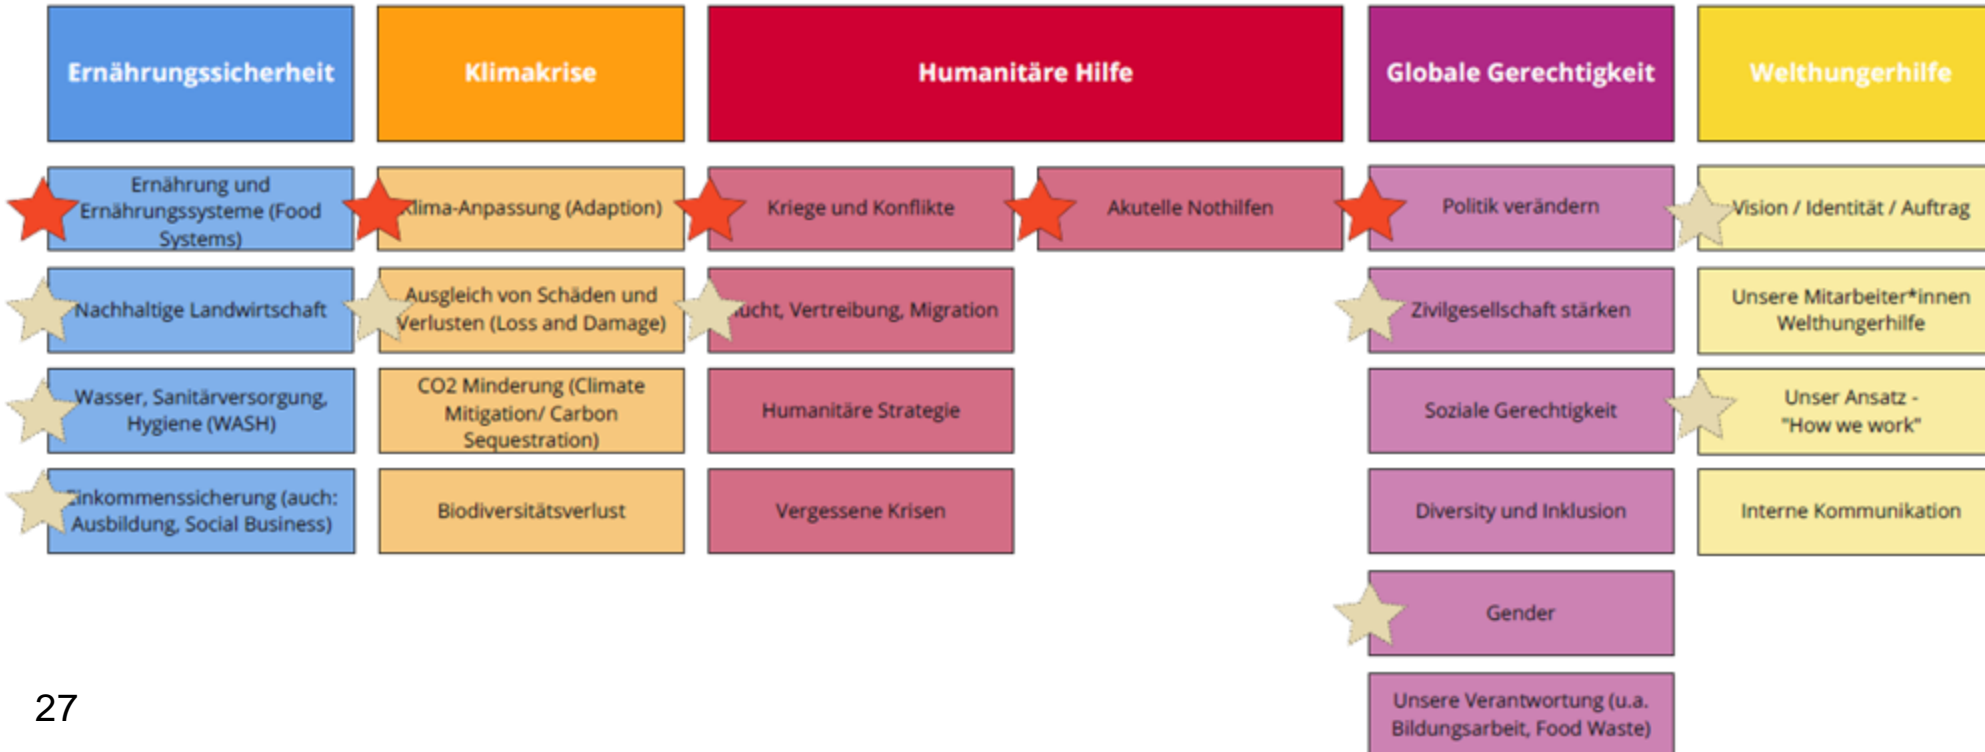 Ernährungssicherheit
Klimakrise
Humanitäre Hilfe
Globale Gerechtigkeit
Welthungerhilfe
Ernährung und
Ernährungssysteme (Food
Systems)
Klima-Anpassung (Adaption)
Kriege und Konflikte
Akutelle Nothilfen
Politik verändern
Vision / Identität / Auftrag
Nachhaltige Landwirtschaft
Ausgleich von Schäden und
Verlusten (Loss and Damage)
Flucht, Vertreibung, Migration
Zivilgesellschaft stärken
Unsere Mitarbeiter*innen
Welthungerhilfe
Wasser, Sanitärversorgung,
Hygiene (WASH)
CO2 Minderung (Climate
Mitigation/ Carbon
Sequestration)
Humanitäre Strategie
Soziale Gerechtigkeit
Unser Ansatz -
"How we work"
Einkommenssicherung (auch:
Ausbildung, Social Business)
Biodiversitätsverlust
Vergessene Krisen
Diversity und Inklusion
Interne Kommunikation
Gender
Unsere Verantwortung (u.a.
Bildungsarbeit, Food Waste)
27